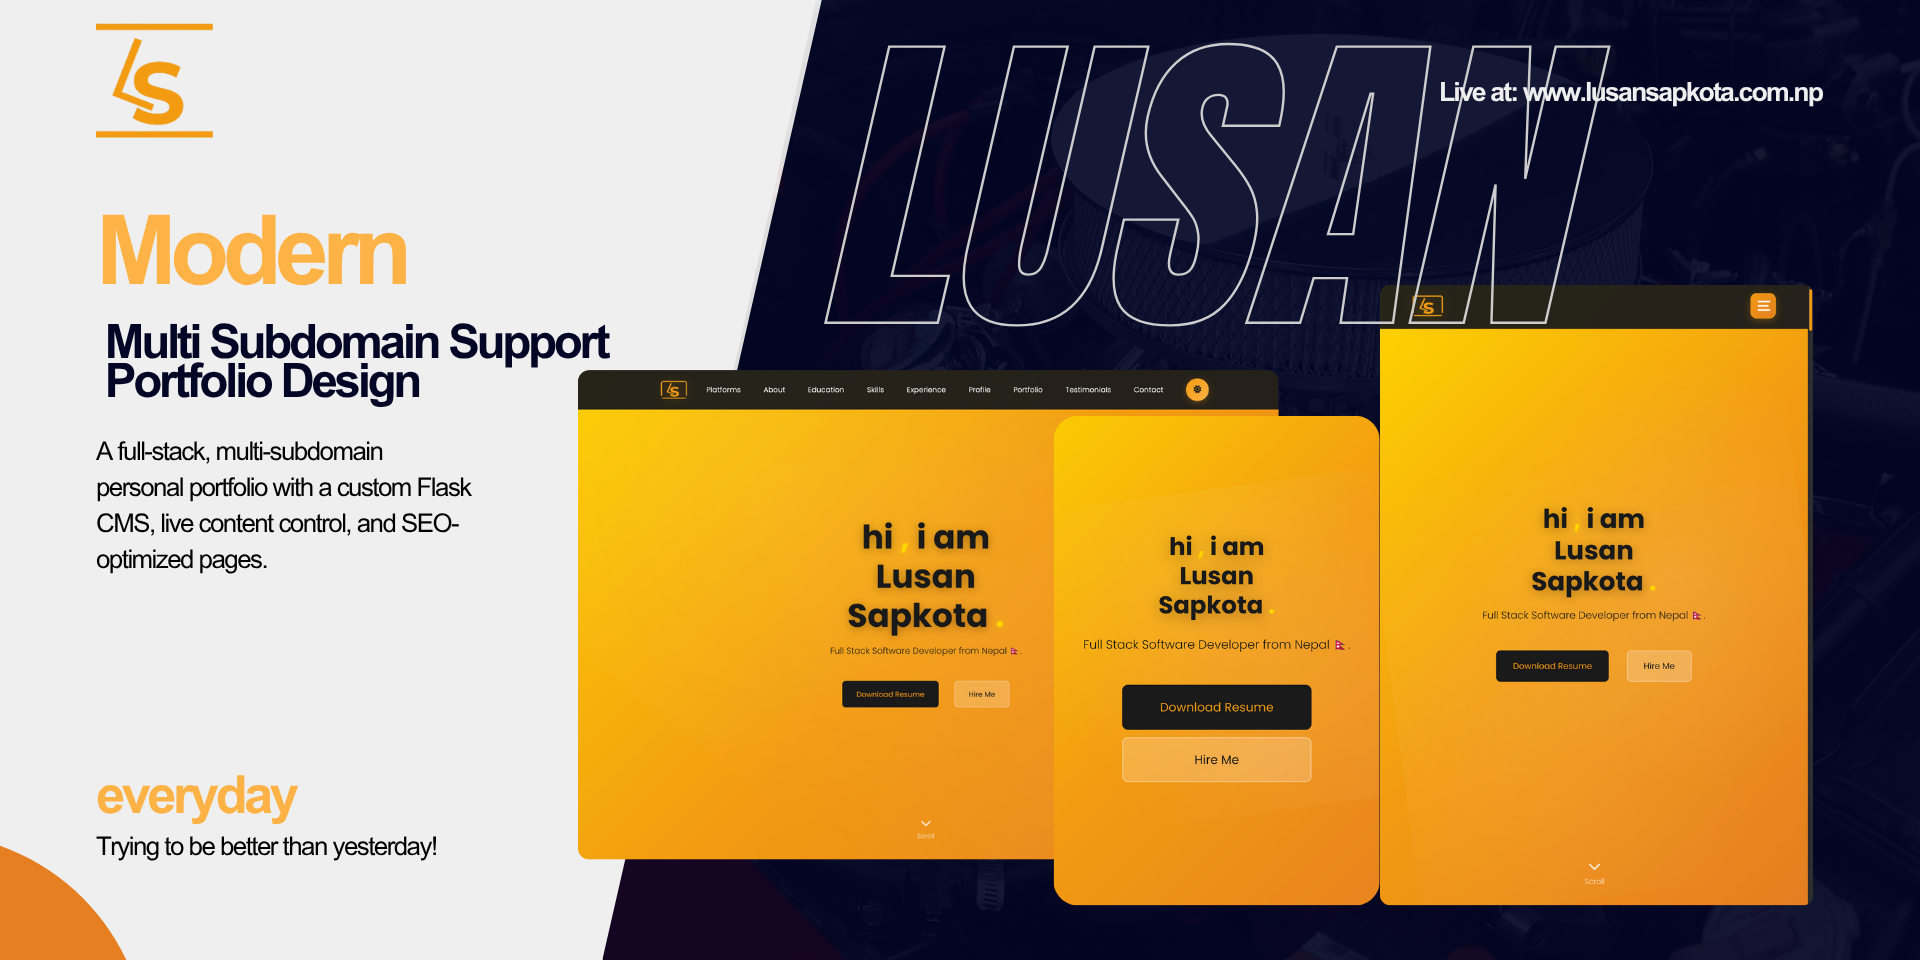 LS
Modern
Multi Subdomain Support
Portfolio Design
A full-stack, multi-subdomain
personal portfolio with a custom Flask
CMS, live content control, and SEO-
optimized pages.
everyday
Trying to be better than yesterday!
LUSAN
Live at: www.lusansapkota.com.np
LS Platforms About Education Skills Experience Profile Portfolio Testimonials Contact
hi , i am
Lusan
Sapkota .
Full Stack Software Developer from Nepal 🇳🇵 .
Download Resume Hire Me
Scroll
hi , i am
Lusan
Sapkota .
Full Stack Software Developer from Nepal 🇳🇵 .
Download Resume
Hire Me
LS
hi , i am
Lusan
Sapkota .
Full Stack Software Developer from Nepal 🇳🇵 .
Download Resume Hire Me
Scroll